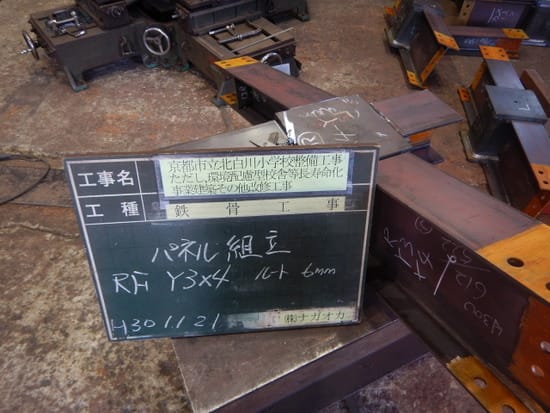 工事名
京都市立北白川小学校整備工事
ただし,環境配慮型校舎等長寿命化
事業建築その他改修工事
工種
鉄骨工事
パネル組立
RF Y3×4 ルート 6mm
H30 11 21
㈱ナガオカ